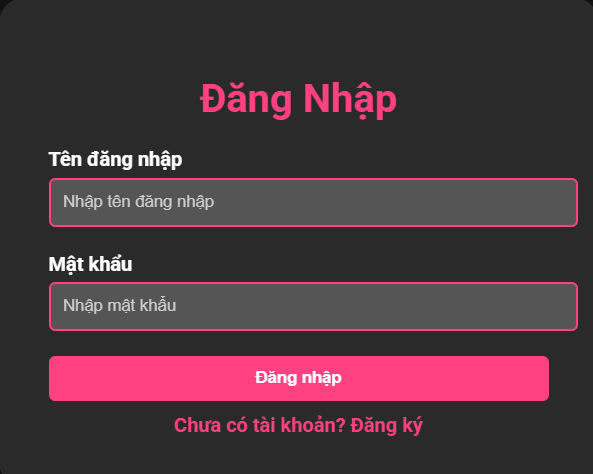 Đăng Nhập
Tên đăng nhập
Nhập tên đăng nhập
Mật khẩu
Nhập mật khẩu
Đăng nhập
Chưa có tài khoản? Đăng ký